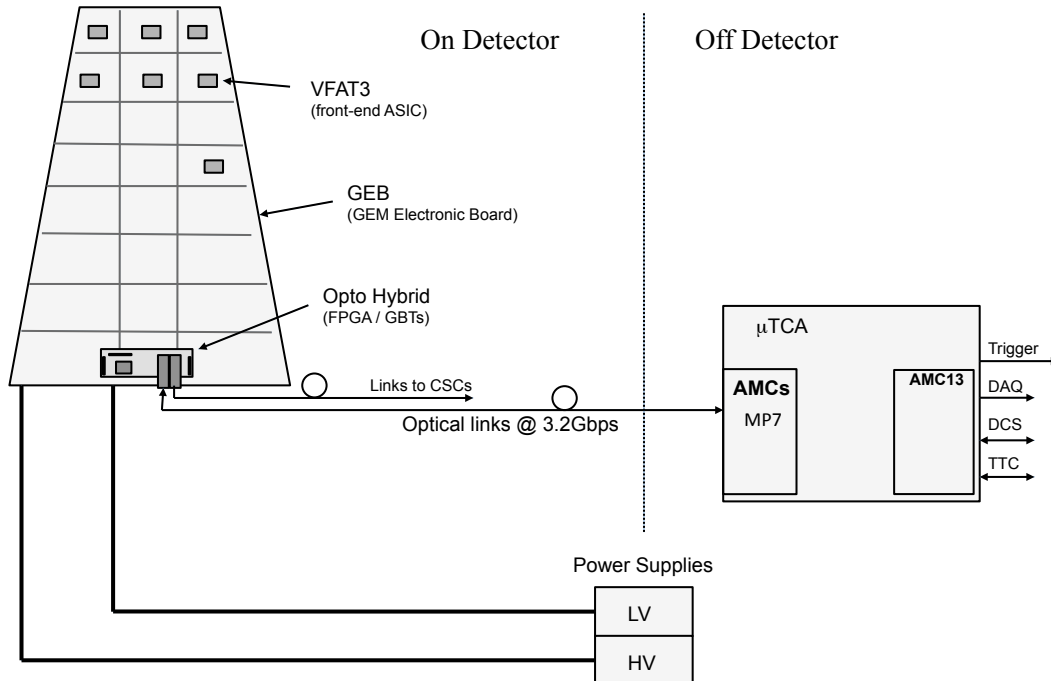 On Detector
Off Detector
VFAT3
(front-end ASIC)
GEB
(GEM Electronic Board)
Opto Hybrid
(FPGA / GBTs)
Links to CSCs
Optical links @ 3.2Gbps
μTCA
AMCs
MP7
AMC13
Trigger
DAQ
DCS
TTC
Power Supplies
LV
HV